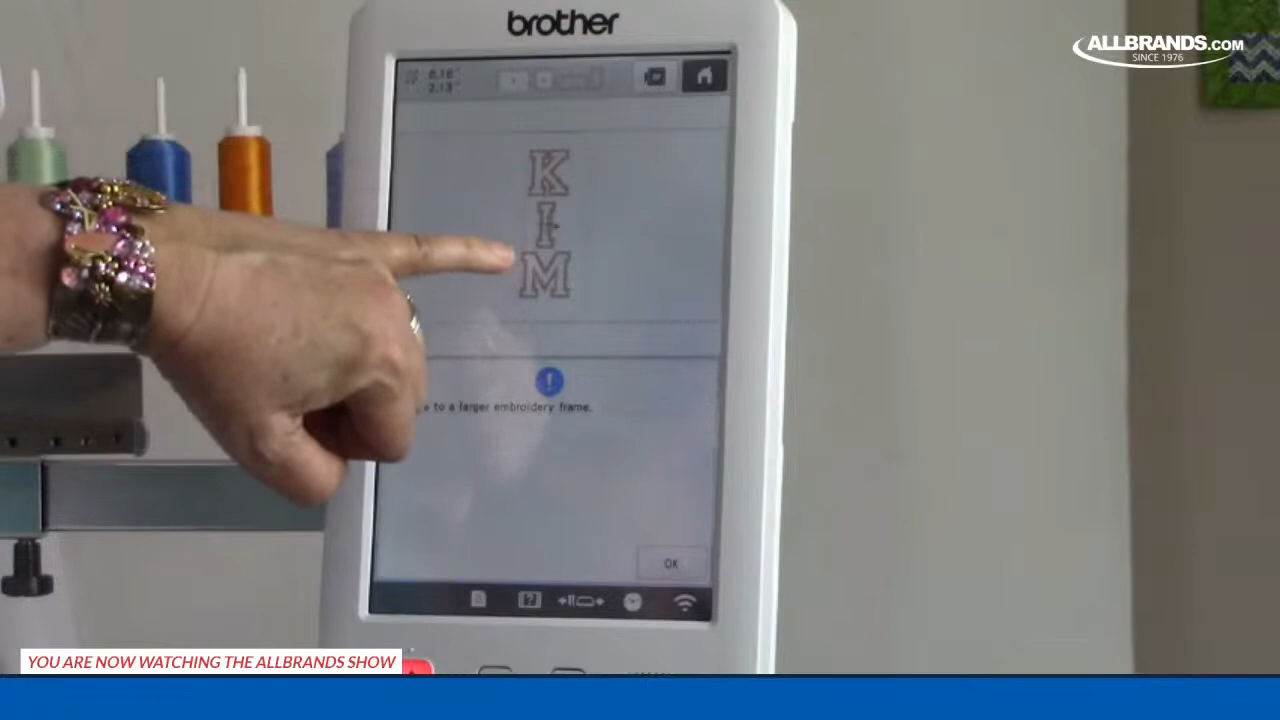 brother
ALLBRANDS.COM
SINCE 1976
K
I
M
to a larger embroidery frame.
OK
YOU ARE NOW WATCHING THE ALLBRANDS SHOW